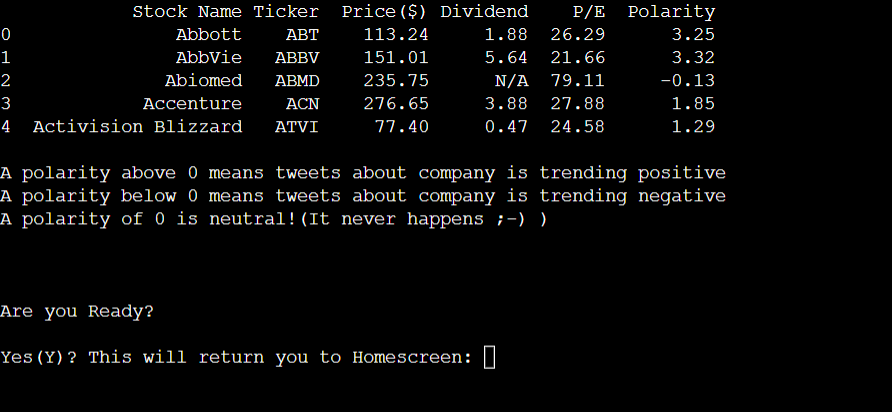 Stock Name Ticker Price($) Dividend P/E Polarity
0 Abbott ABT 113.24 1.88 26.29 3.25
1 AbbVie ABBV 151.01 5.64 21.66 3.32
2 Abiomed ABMD 235.75 N/A 79.11 -0.13
3 Accenture ACN 276.65 3.88 27.88 1.85
4 Activision Blizzard ATVI 77.40 0.47 24.58 1.29
A polarity above 0 means tweets about company is trending positive
A polarity below 0 means tweets about company is trending negative
A polarity of 0 is neutral!(It never happens ;-) )
Are you Ready?
Yes(Y)? This will return you to Homescreen: